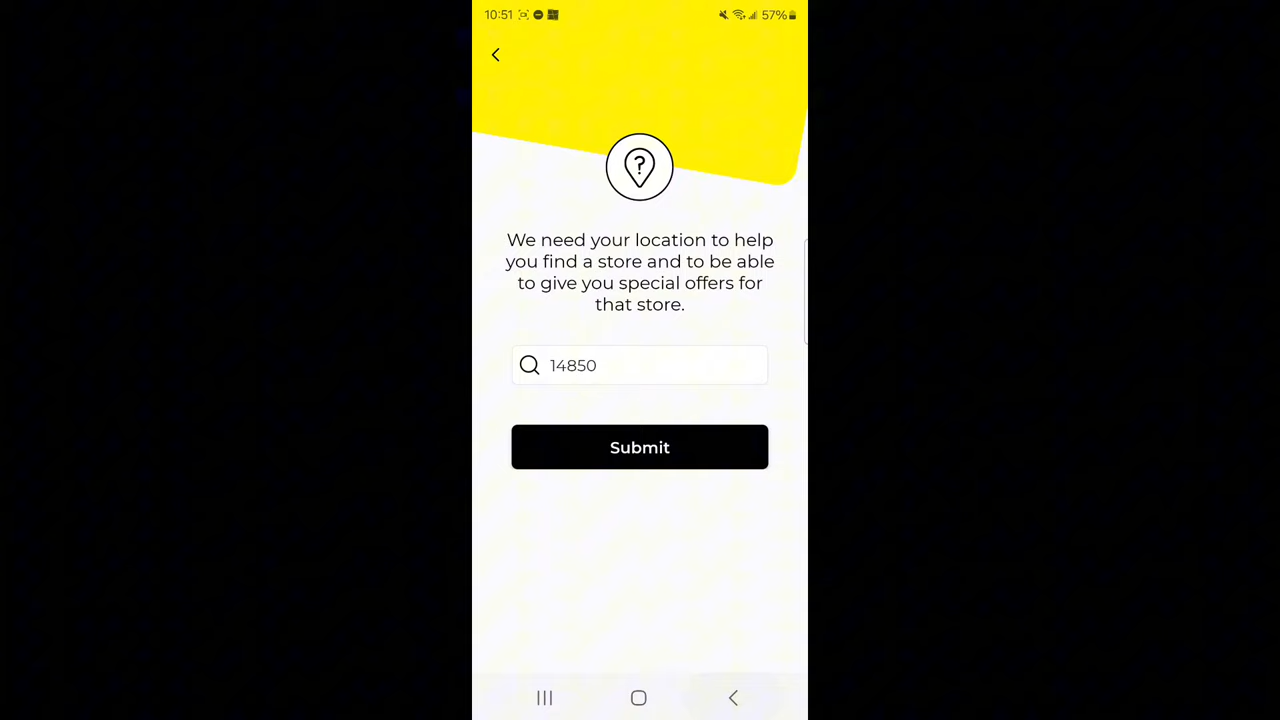 10:51
57%
?
We need your location to help
you find a store and to be able
to give you special offers for
that store.
14850
Submit